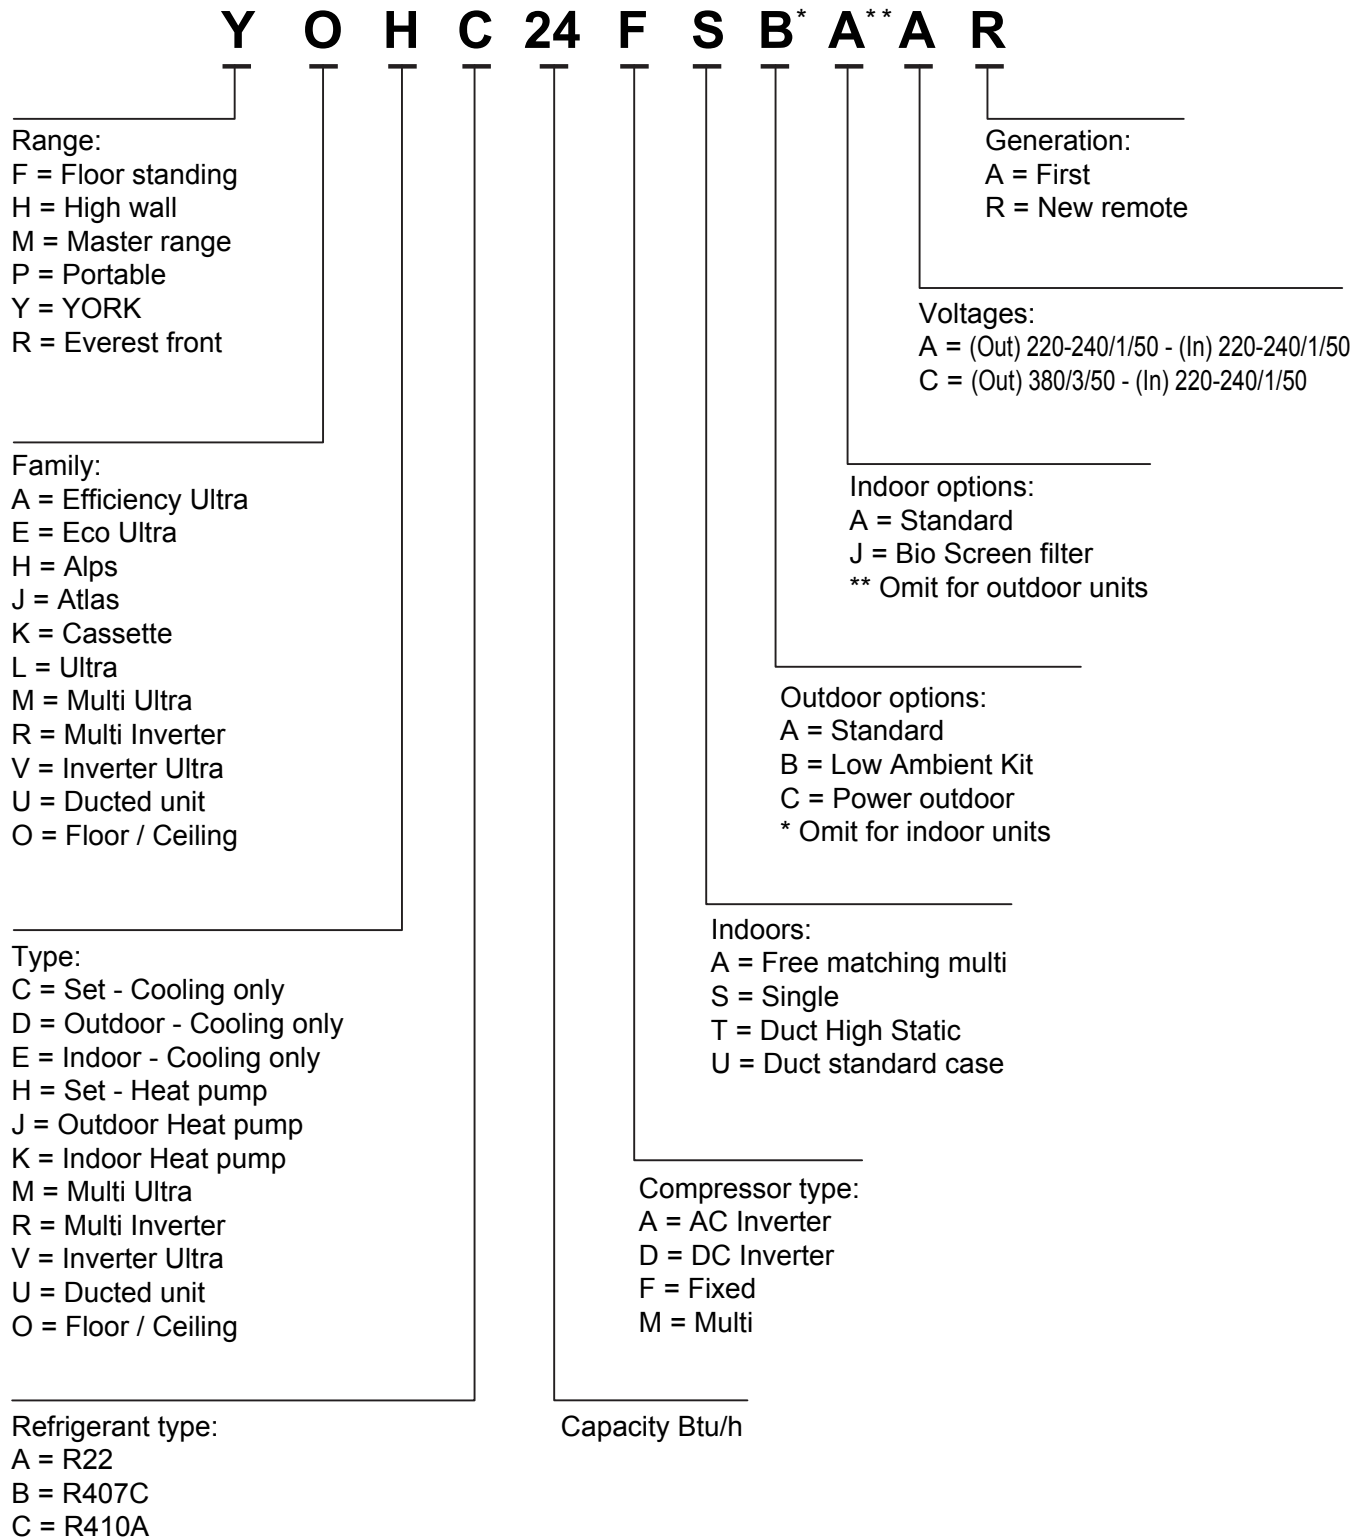 Y O H C 24 F S B* A** A R
Range:
F = Floor standing
H = High wall
M = Master range
P = Portable
Y = YORK
R = Everest front
Generation:
A = First
R = New remote
Voltages:
A = (Out) 220-240/1/50 - (In) 220-240/1/50
C = (Out) 380/3/50 - (In) 220-240/1/50
Family:
A = Efficiency Ultra
E = Eco Ultra
H = Alps
J = Atlas
K = Cassette
L = Ultra
M = Multi Ultra
R = Multi Inverter
V = Inverter Ultra
U = Ducted unit
O = Floor / Ceiling
Indoor options:
A = Standard
J = Bio Screen filter
** Omit for outdoor units
Outdoor options:
A = Standard
B = Low Ambient Kit
C = Power outdoor
* Omit for indoor units
Type:
C = Set - Cooling only
D = Outdoor - Cooling only
E = Indoor - Cooling only
H = Set - Heat pump
J = Outdoor Heat pump
K = Indoor Heat pump
M = Multi Ultra
R = Multi Inverter
V = Inverter Ultra
U = Ducted unit
O = Floor / Ceiling
Indoors:
A = Free matching multi
S = Single
T = Duct High Static
U = Duct standard case
Compressor type:
A = AC Inverter
D = DC Inverter
F = Fixed
M = Multi
Refrigerant type:
A = R22
B = R407C
C = R410A
Capacity Btu/h